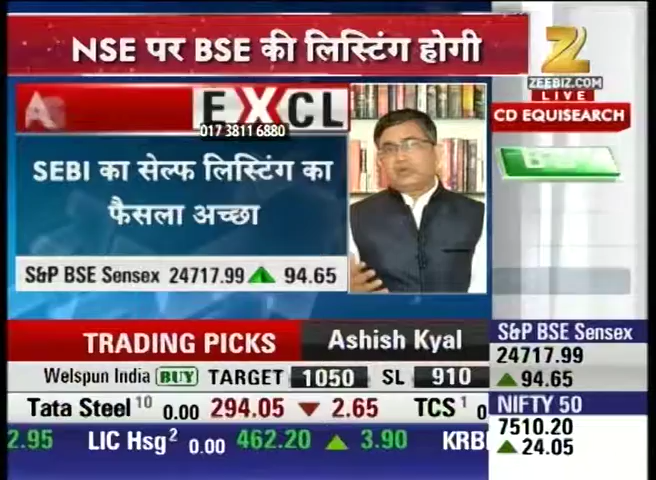 NSE पर BSE की लिस्टिंग होगी
Z
ZEEBIZ.COM
LIVE
CD EQUISEARCH
EXCL
017 3811 6880
SEBI का सेल्फ लिस्टिंग का
फैसला अच्छा
S&P BSE Sensex 24717.99 94.65
TRADING PICKS Ashish Kyal
Welspun India BUY TARGET 1050 SL 910
Tata Steel 10 0.00 294.05 2.65 TCS 1 0
2.95 LIC Hsg 2 0.00 462.20 3.90 KRBL
S&P BSE Sensex
24717.99
94.65
NIFTY 50
7510.20
24.05